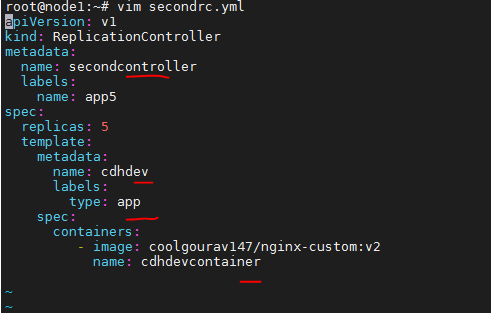 root@node1:~# vim secondrc.yml
apiVersion: v1
kind: ReplicationController
metadata:
  name: secondcontroller
  labels:
    name: app5
spec:
  replicas: 5
  template:
    metadata:
      name: cdhdev
      labels:
        type: app
    spec:
      containers:
         - image: coolgourav147/nginx-custom:v2
           name: cdhdevcontainer
~
~